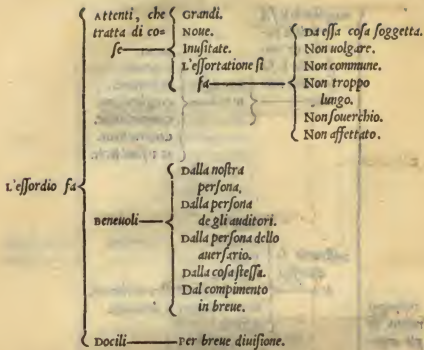 L'eſſordio fa
Attenti, che
tratta di co-
ſe
Grandi.
Noue.
Inuſitate.
L'eſſortatione ſi
fa
Da eſſa coſa ſoggetta.
Non uolgare.
Non commune.
Non troppo
lungo.
Non ſouerchio.
Non affettato.
Beneuoli
Dalla noſtra
perſona,
Dalla perſona
de gli auditori.
Dalla perſona dello
auerſario.
Dalla coſa ſteſſa.
Dal compimento
in breue.
Docili
Per breue diuiſione.